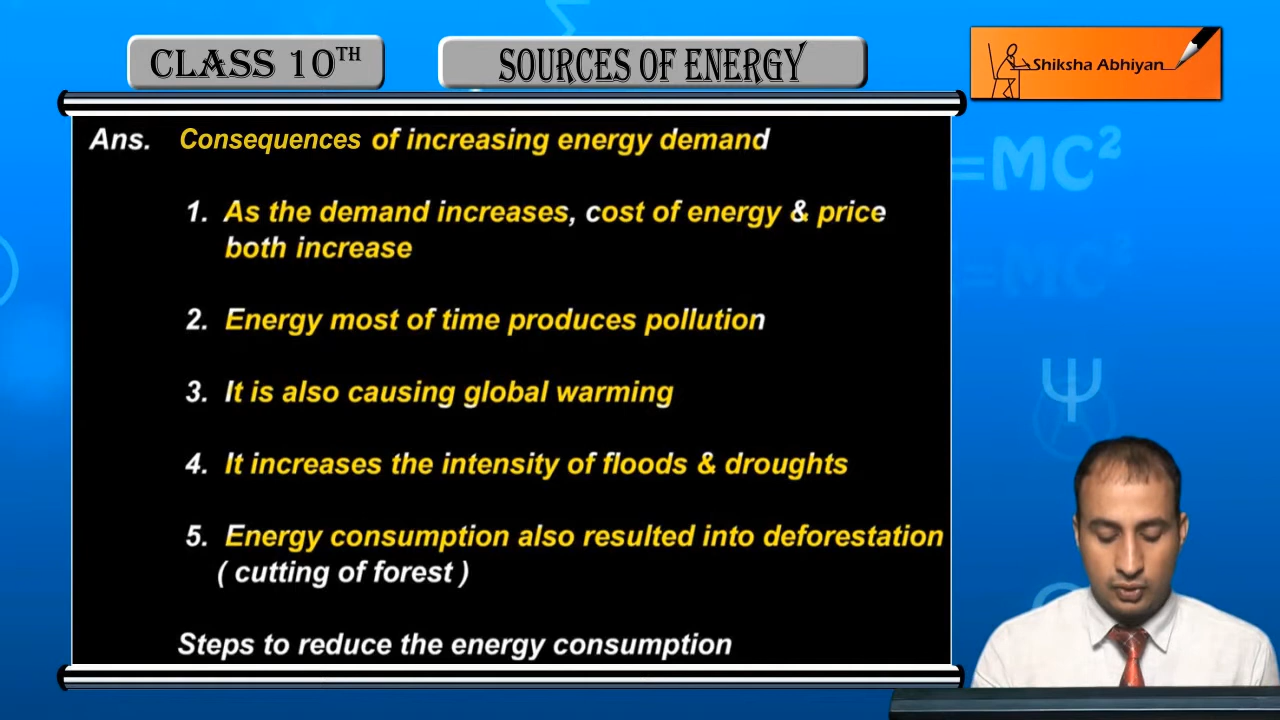 CLASS 10TH
SOURCES OF ENERGY
Shiksha Abhiyan
Ans. Consequences of increasing energy demand
1. As the demand increases, cost of energy & price
both increase
2. Energy most of time produces pollution
3. It is also causing global warming
4. It increases the intensity of floods & droughts
5. Energy consumption also resulted into deforestation
( cutting of forest )
Steps to reduce the energy consumption
=MC²
=MC²
Ψ
Σ